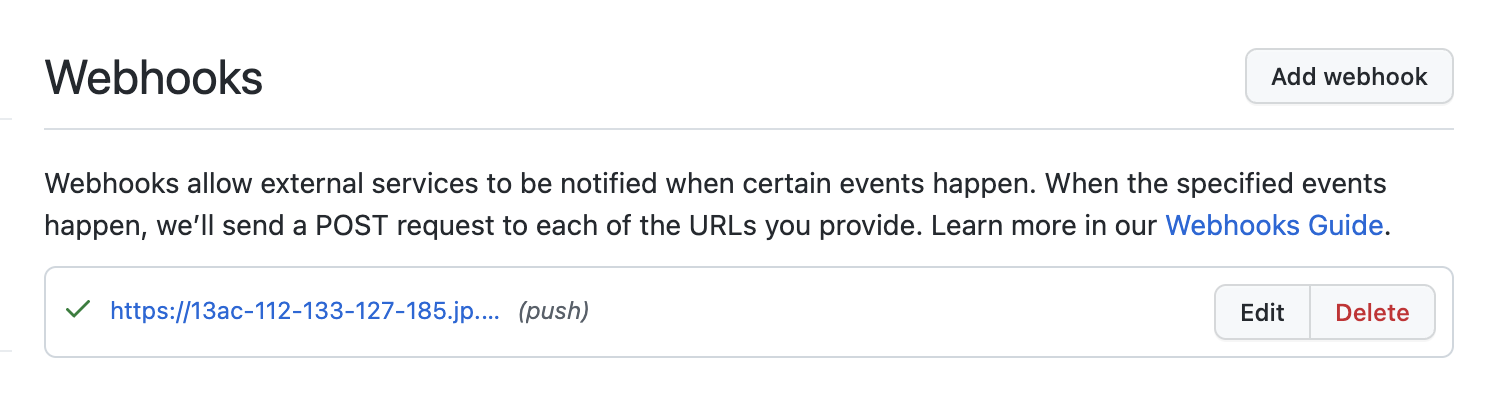 Webhooks
Add webhook
Webhooks allow external services to be notified when certain events happen. When the specified events
happen, we’ll send a POST request to each of the URLs you provide. Learn more in our Webhooks Guide.
https://13ac-112-133-127-185.jp.... (push)
Edit
Delete